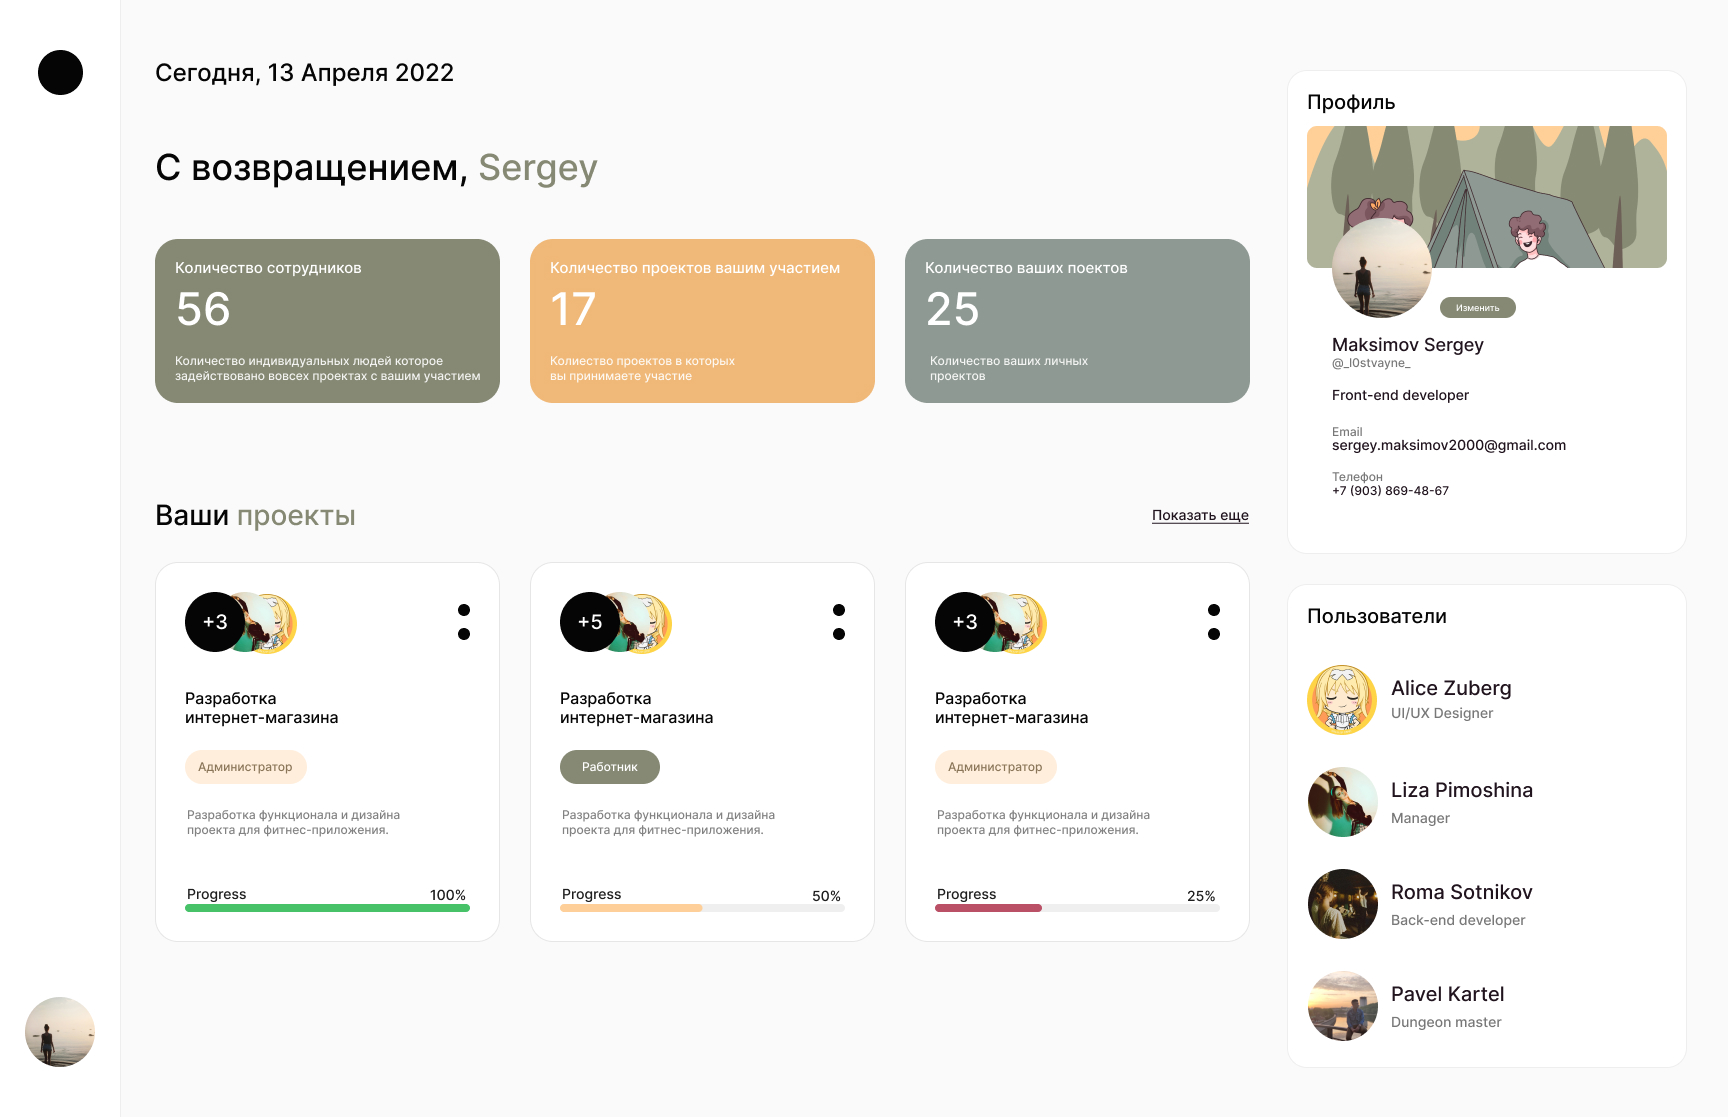 Сегодня, 13 Апреля 2022
С возвращением, Sergey
Количество сотрудников
56
Количество индивидуальных людей которое
задействовано вовсех проектах с вашим участием
Количество проектов вашим участием
17
Колиество проектов в которых
вы принимаете участие
Количество ваших поектов
25
Количество ваших личных
проектов
Ваши проекты
Показать еще
+3
Разработка
интернет-магазина
Администратор
Разработка функционала и дизайна
проекта для фитнес-приложения.
Progress 100%
+5
Разработка
интернет-магазина
Работник
Разработка функционала и дизайна
проекта для фитнес-приложения.
Progress 50%
+3
Разработка
интернет-магазина
Администратор
Разработка функционала и дизайна
проекта для фитнес-приложения.
Progress 25%
Профиль
Изменить
Maksimov Sergey
@_l0stvayne_
Front-end developer
Email
sergey.maksimov2000@gmail.com
Телефон
+7 (903) 869-48-67
Пользователи
Alice Zuberg
UI/UX Designer
Liza Pimoshina
Manager
Roma Sotnikov
Back-end developer
Pavel Kartel
Dungeon master